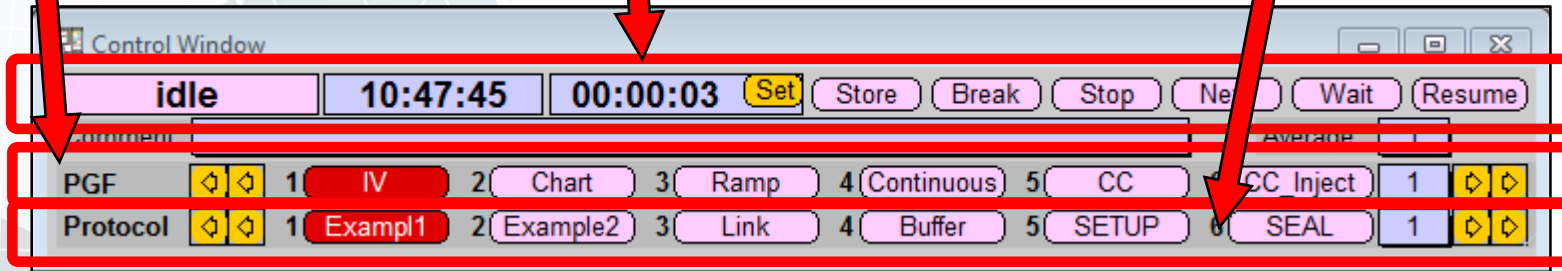 Control Window
idle 10:47:45 00:00:03 Set Store Break Stop Wait Resume
Comment Average 1
PGF 1 IV 2 Chart 3 Ramp 4 Continuous 5 CC CC_Inject 1
Protocol 1 Exampl1 2 Example2 3 Link 4 Buffer 5 SETUP 6 SEAL 1